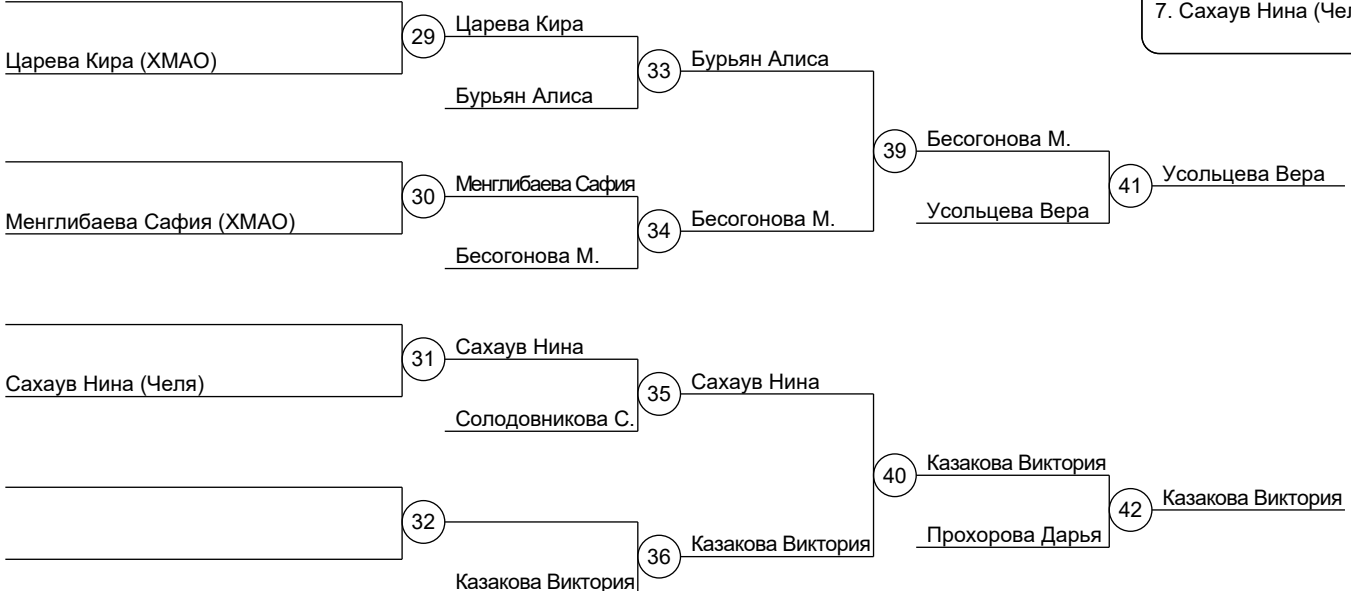 7. Сахаув Нина (Чел
29
Царева Кира
Царева Кира (ХМАО)
33
Бурьян Алиса
Бурьян Алиса
39
Бесогонова М.
30
Менглибаева Сафия
41
Усольцева Вера
Менглибаева Сафия (ХМАО)
34
Бесогонова М.
Усольцева Вера
Бесогонова М.
31
Сахаув Нина
Сахаув Нина (Челя)
35
Сахаув Нина
Солодовникова С.
40
Казакова Виктория
32
42
Казакова Виктория
36
Казакова Виктория
Прохорова Дарья
Казакова Виктория